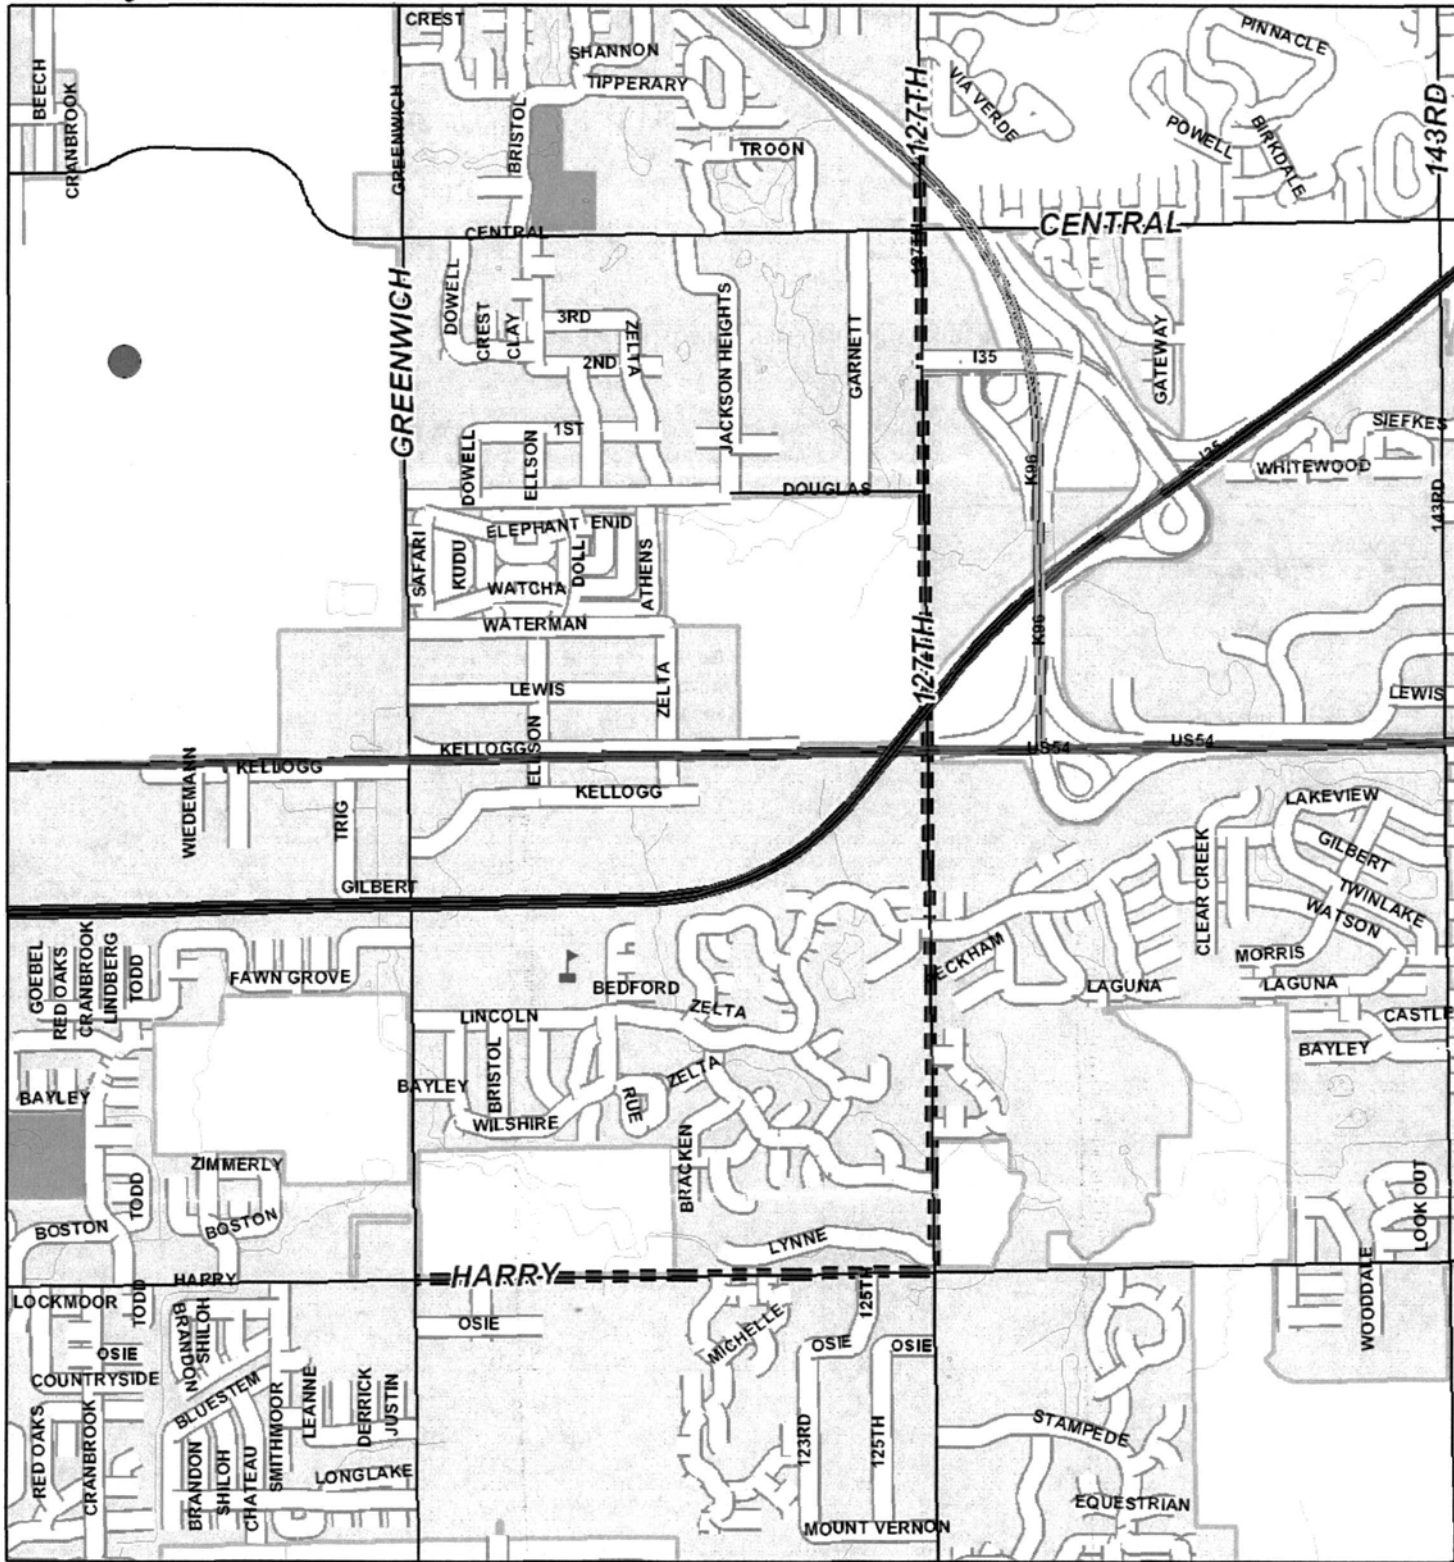 CREST
SHANNON
PINNACLE
BEECH
CRANBROOK
GREENWICH
TIPPERARY
127TH
VIA VERDE
143RD
BRISTOL
TROON
POWELL
BIRKDALE
CENTRAL
CENTRAL
GREENWICH
DOWELL
CREST
CLAY
3RD
2ND
ZELTA
JACKSON HEIGHTS
GARNETT
I35
GATEWAY
1ST
DOWELL
ELLSON
K96
I35
SIEFKES
WHITEWOOD
DOUGLAS
143RD
ELEPHANT
ENID
SAFARI
KUDU
DOLL
ATHENS
WATCHA
WATERMAN
127TH
K96
LEWIS
ZELTA
LEWIS
ELLSON
KELLOGG
US54
US54
WIEDEMANN
KELLOGG
TRIG
KELLOGG
LAKEVIEW
GILBERT
CLEAR CREEK
GILBERT
TWINLAKE
WATSON
GOEBEL
RED OAKS
CRANBROOK
LINDBERG
TODD
FAWN GROVE
BEDFORD
PECKHAM
MORRIS
LAGUNA
LAGUNA
LINCOLN
ZELTA
CASTLE
BAYLEY
BAYLEY
BAYLEY
BRISTOL
ZELTA
RUE
WILSHIRE
BRACKEN
ZIMMERLY
TODD
BOSTON
BOSTON
LYNNE
LOOK OUT
WOODDALE
HARRY
HARRY
LOCKMOOR
TODD
BRANDON
SHILOH
OSIE
125TH
MICHELLE
OSIE
OSIE
OSIE
COUNTRYSIDE
BLUESTEM
RED OAKS
CRANBROOK
SMITHMOOR
LEANNE
DERRICK
JUSTIN
BRANDON
SHILOH
CHATEAU
LONGLAKE
123RD
125TH
STAMPEDE
EQUESTRIAN
MOUNT VERNON